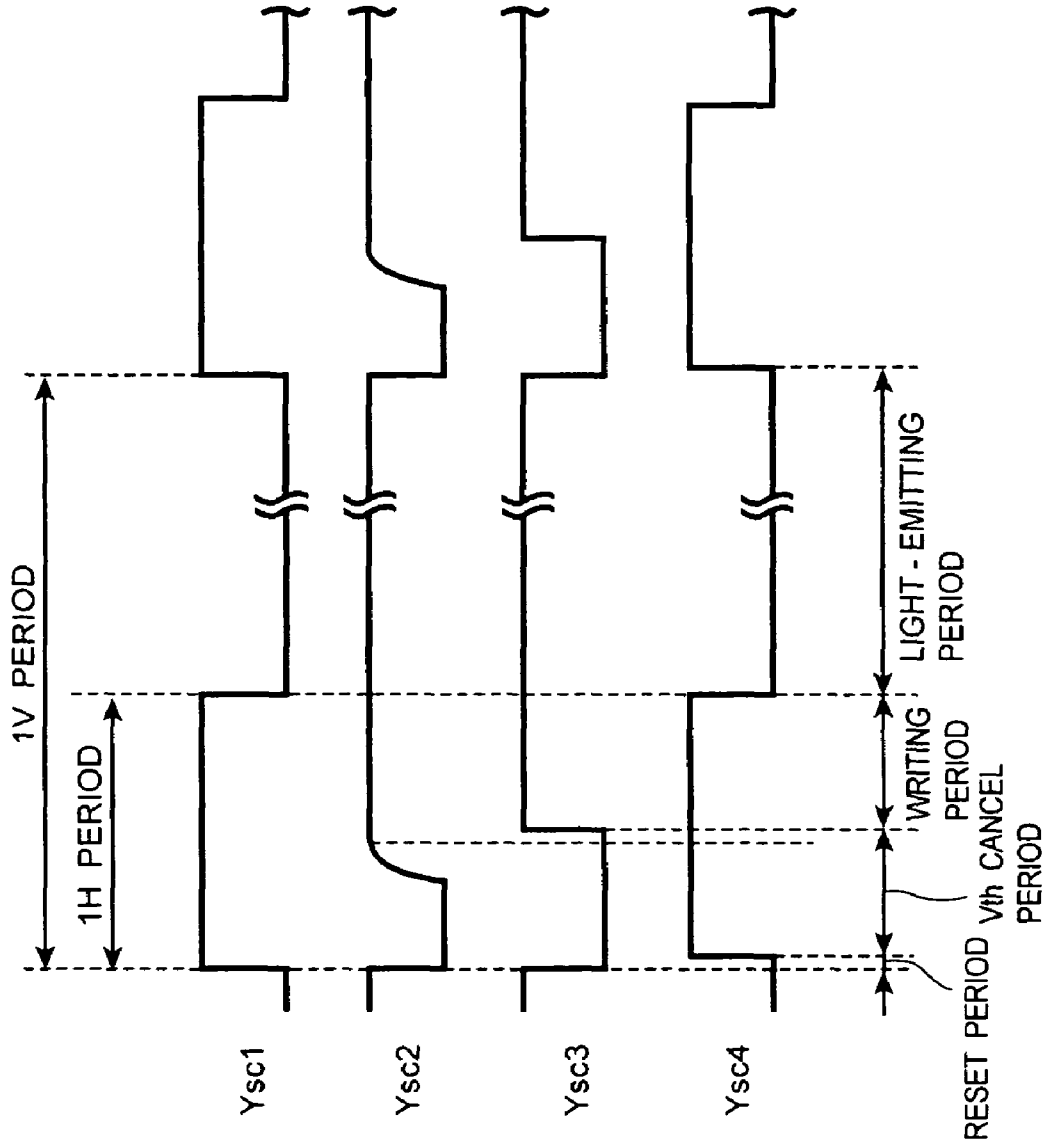 1V PERIOD
1H PERIOD
Ysc1
Ysc2
Ysc3
Ysc4
RESET PERIOD
Vth CANCEL
PERIOD
WRITING
PERIOD
LIGHT - EMITTING
PERIOD